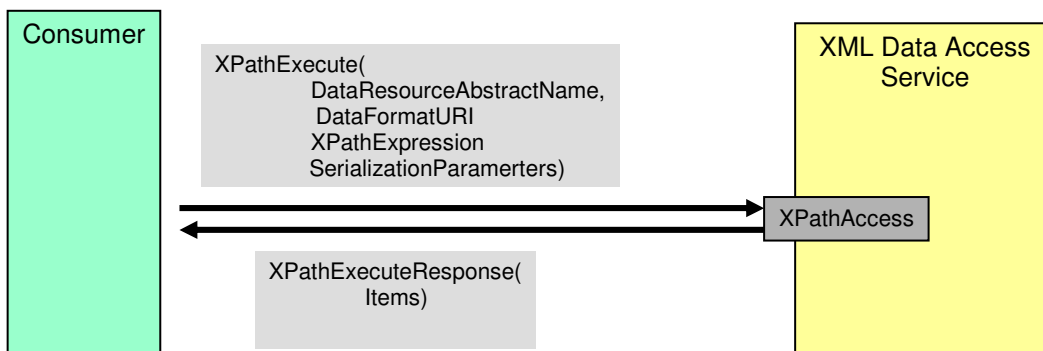 Consumer
XPathExecute(
DataResourceAbstractName,
DataFormatURI
XPathExpression
SerializationParamerters)
XML Data Access
Service
XPathAccess
XPathExecuteResponse(
Items)